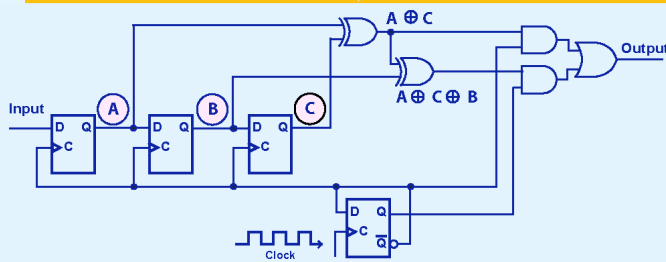 A ⊕ C
Output
A ⊕ C ⊕ B
Input
A
B
C
D Q
C
D Q
C
D Q
C
D Q
C
Q̅
Clock